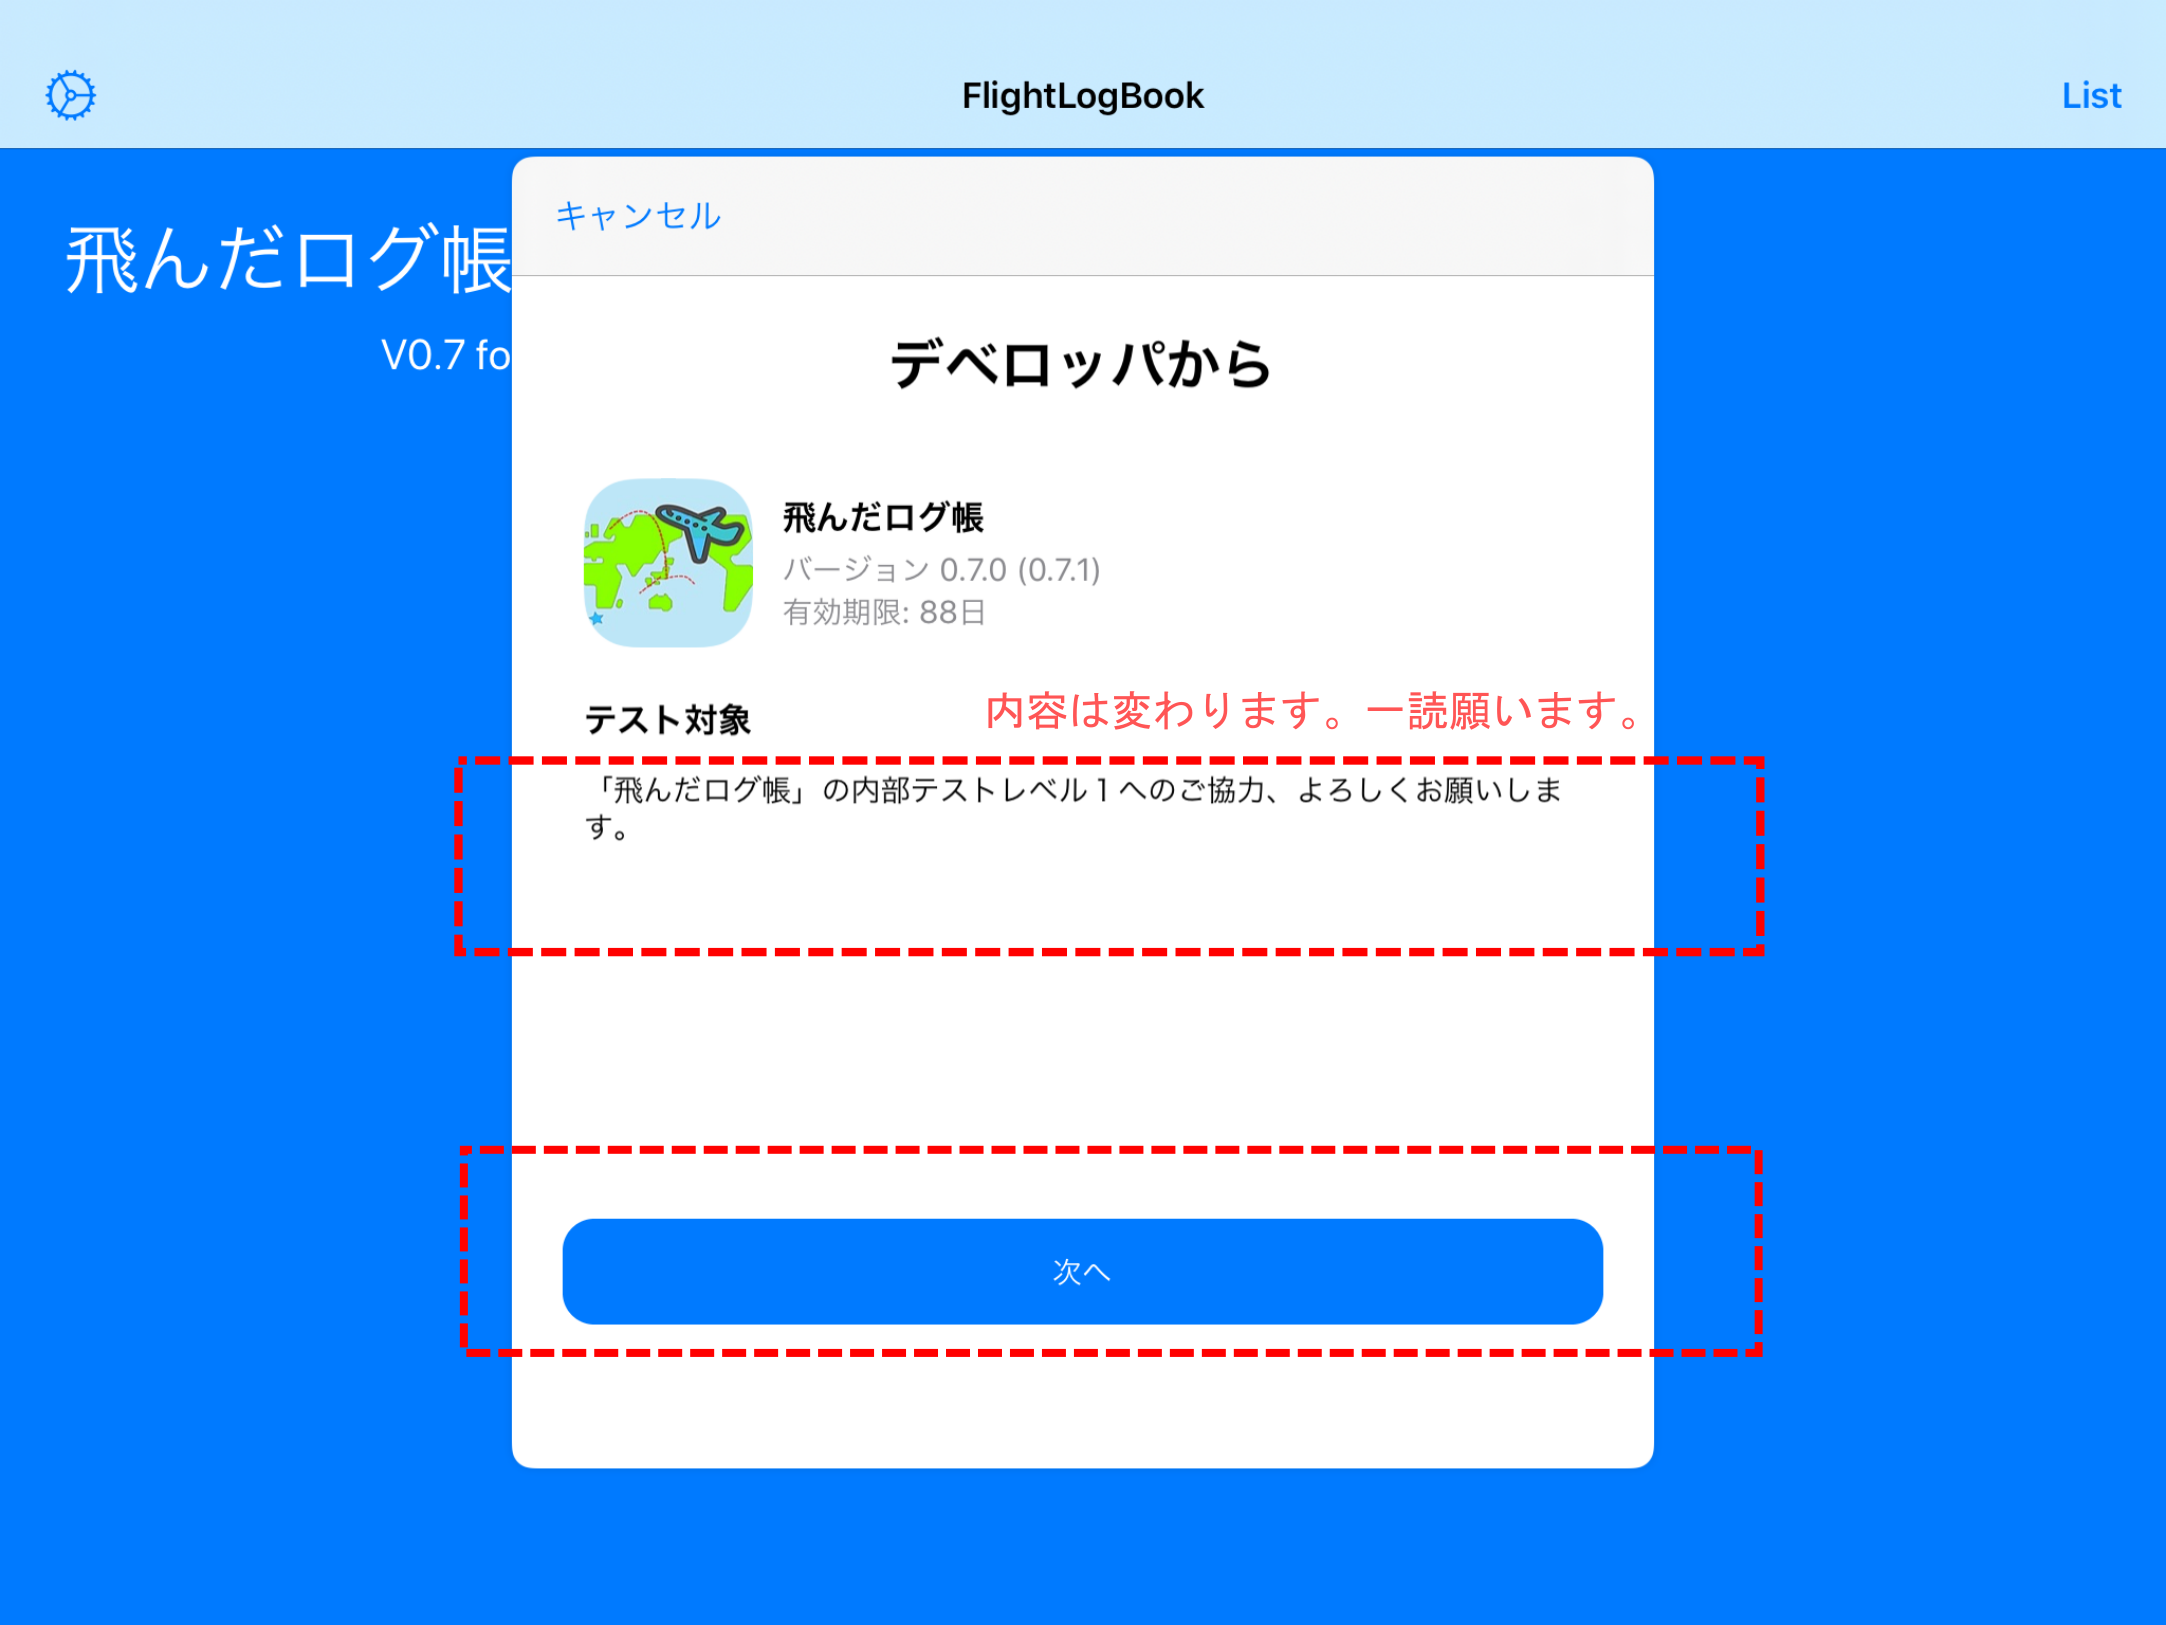 FlightLogBook
List
飛んだログ帳
V0.7 fo
キャンセル
デベロッパから
飛んだログ帳
バージョン 0.7.0 (0.7.1)
有効期限: 88日
テスト対象
内容は変わります。一読願います。
「飛んだログ帳」の内部テストレベル１へのご協力、よろしくお願いしま
す。
次へ